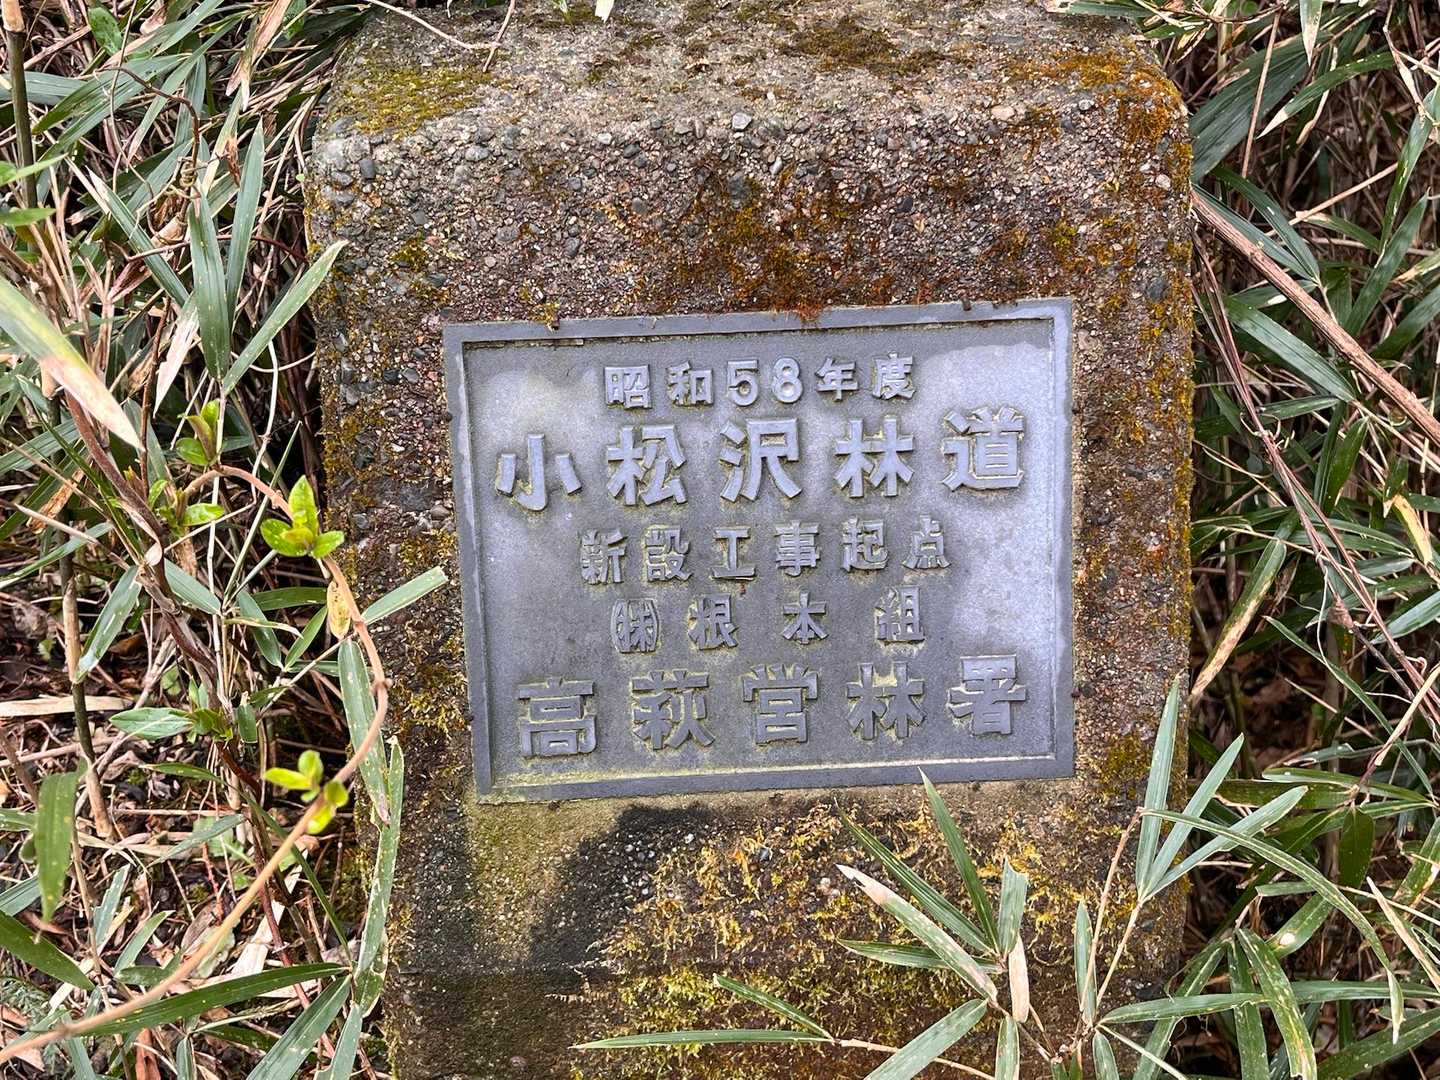 昭和58年度
小松沢林道
新設工事起点
㈱根本組
高萩営林署